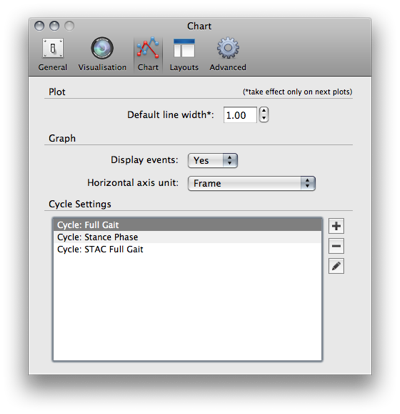 Chart
General Visualisation Chart Layouts Advanced
Plot (*take effect only on next plots)
Default line width*: 1.00
Graph
Display events: Yes
Horizontal axis unit: Frame
Cycle Settings
Cycle: Full Gait
Cycle: Stance Phase
Cycle: STAC Full Gait